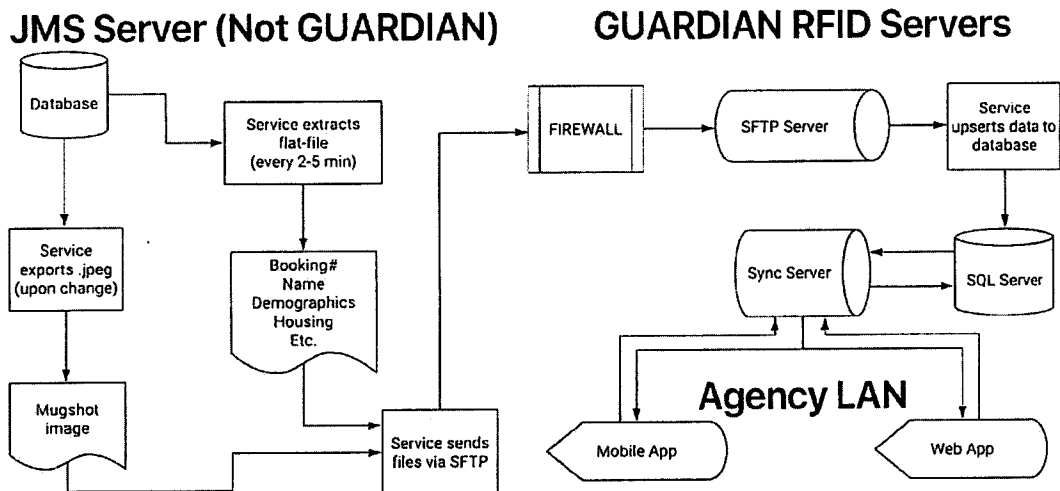 JMS Server (Not GUARDIAN)
GUARDIAN RFID Servers
Database
Service extracts
flat-file
(every 2-5 min)
Service
exports .jpeg
(upon change)
Booking#
Name
Demographics
Housing
Etc.
Mugshot
image
Service sends
files via SFTP
FIREWALL
SFTP Server
Service
upserts data to
database
Sync Server
SQL Server
Agency LAN
Mobile App
Web App